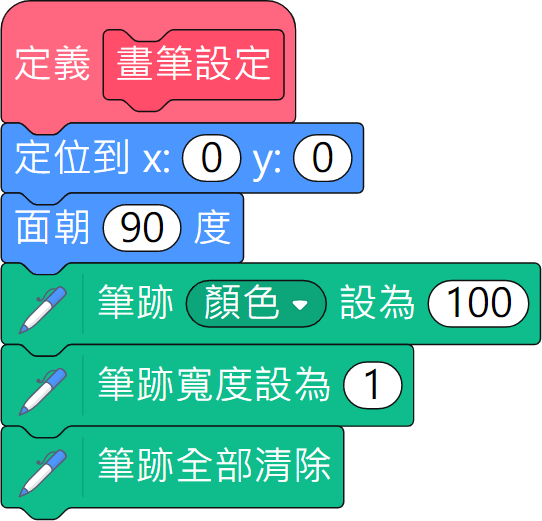 定義 畫筆設定
定位到 x: 0 y: 0
面朝 90 度
筆跡 顏色 設為 100
筆跡寬度設為 1
筆跡全部清除